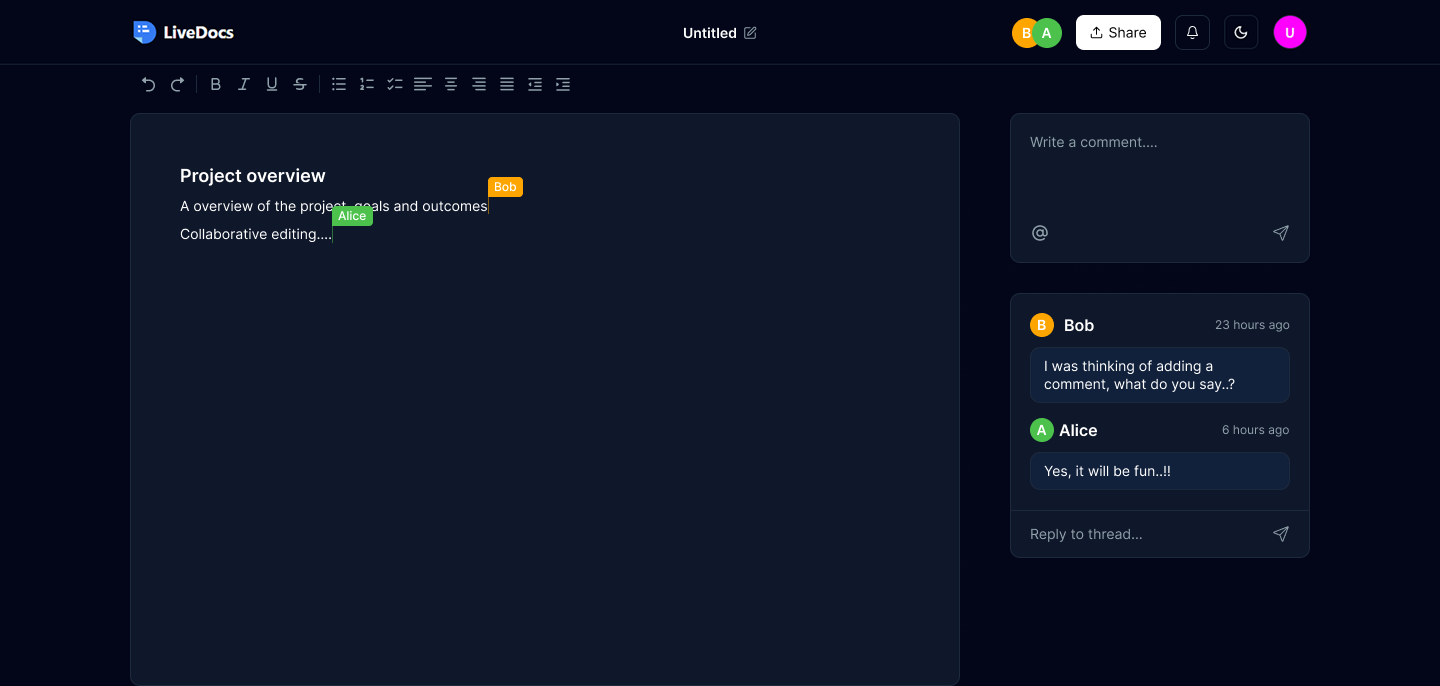 LiveDocs
Untitled
B A
Share
U
Project overview
Bob
A overview of the project, goals and outcomes
Alice
Collaborative editing....
Write a comment....
@
B Bob 23 hours ago
I was thinking of adding a
comment, what do you say..?
A Alice 6 hours ago
Yes, it will be fun..!!
Reply to thread...